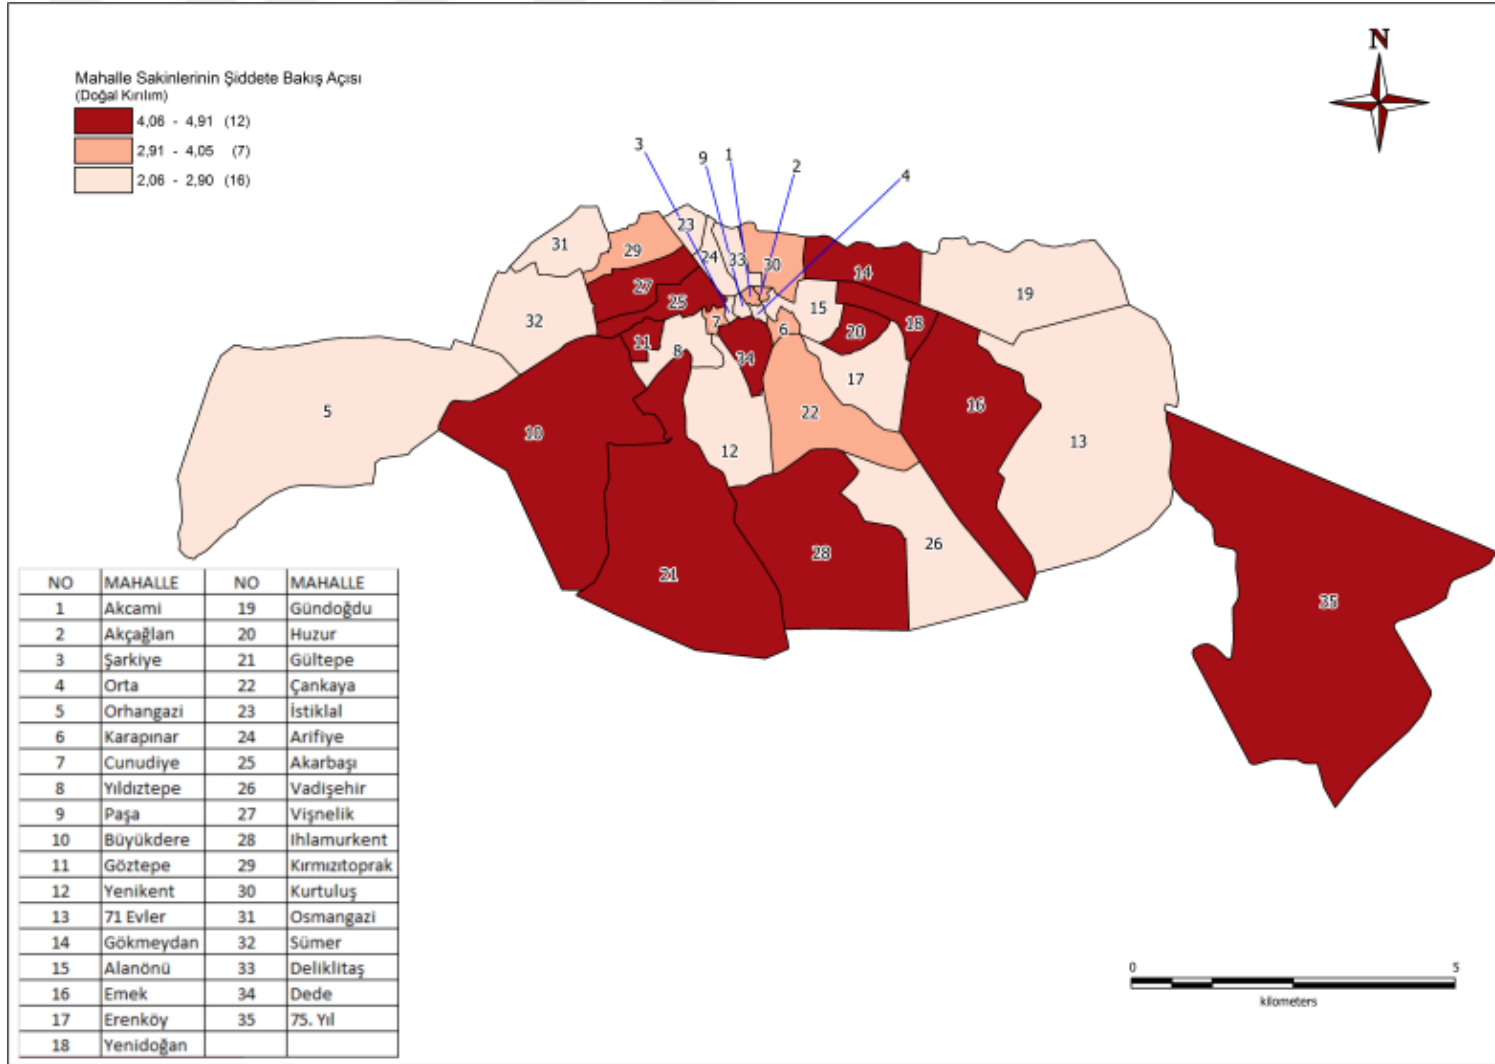 N
Mahalle Sakinlerinin Şiddete Bakış Açısı
(Doğal Kırılım)
4,06 - 4,91 (12)
2,91 - 4,05 (7)
2,06 - 2,90 (16)
3
9
1
2
4
23
31
29
24
33
30
14
27
25
19
32
15
7
6
20
18
11
8
34
17
5
22
16
10
12
13
28
26
21
35
NO MAHALLE NO MAHALLE
1 Akcami 19 Gündoğdu
2 Akçağlan 20 Huzur
3 Şarkiye 21 Gültepe
4 Orta 22 Çankaya
5 Orhangazi 23 İstiklal
6 Karapınar 24 Arifiye
7 Cunudiye 25 Akarbaşı
8 Yıldıztepe 26 Vadişehir
9 Paşa 27 Vişnelik
10 Büyükdere 28 Ihlamurkent
11 Göztepe 29 Kırmızıtoprak
12 Yenikent 30 Kurtuluş
13 71 Evler 31 Osmangazi
14 Gökmeydan 32 Sümer
15 Alanönü 33 Deliklitaş
16 Emek 34 Dede
17 Erenköy 35 75. Yıl
18 Yenidoğan
0 5
kilometers